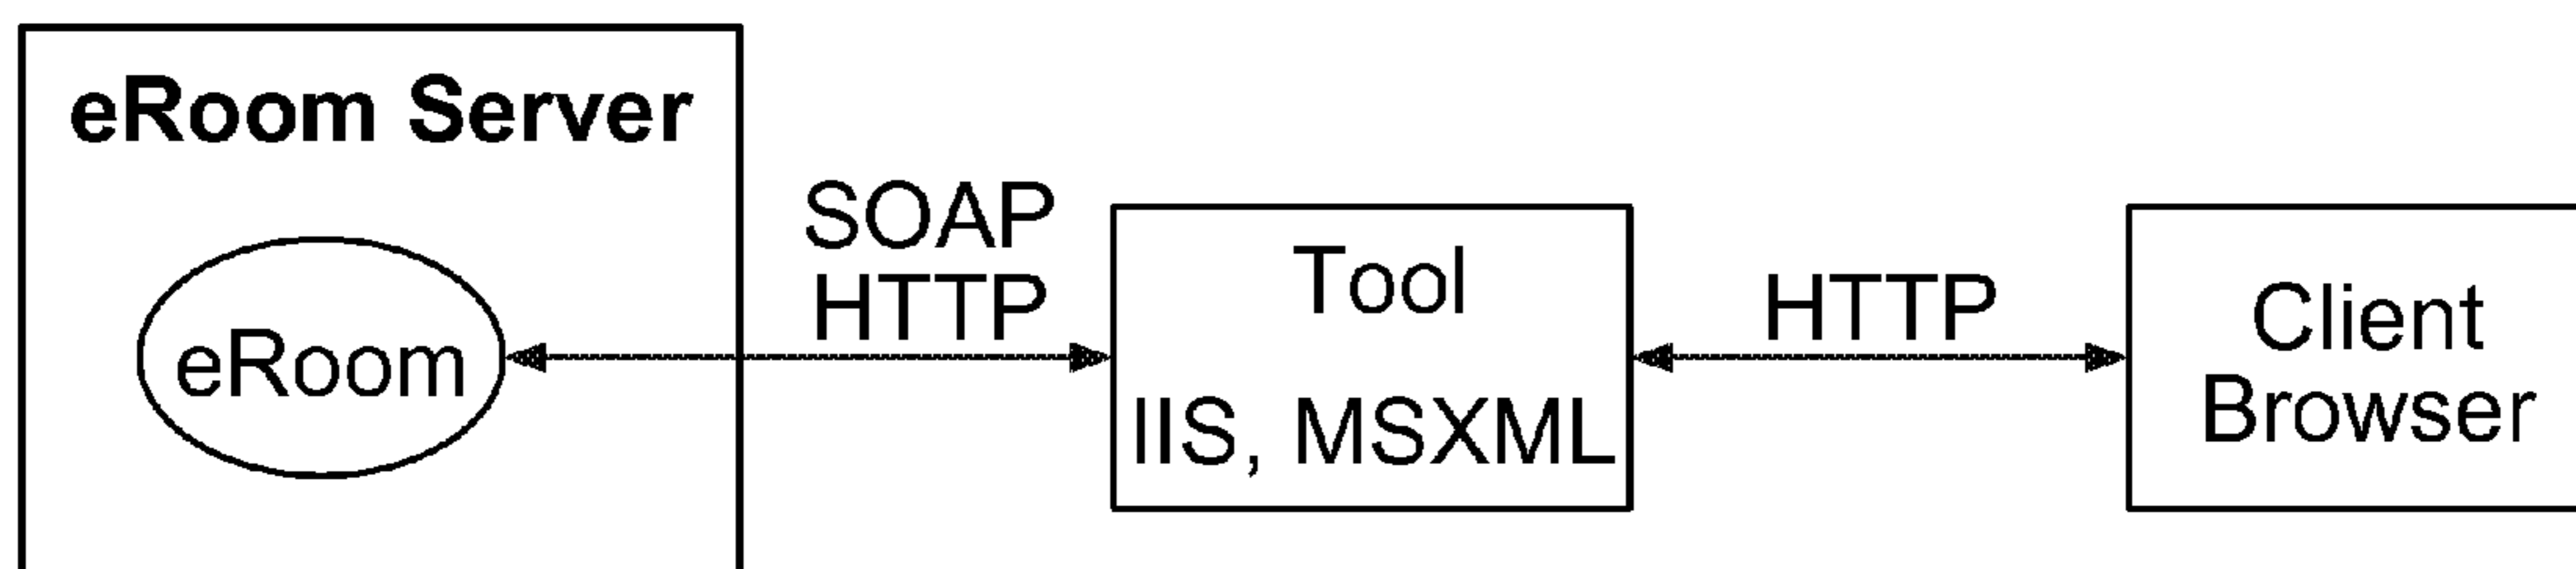 eRoom Server
eRoom
SOAP
HTTP
Tool
IIS, MSXML
HTTP
Client
Browser